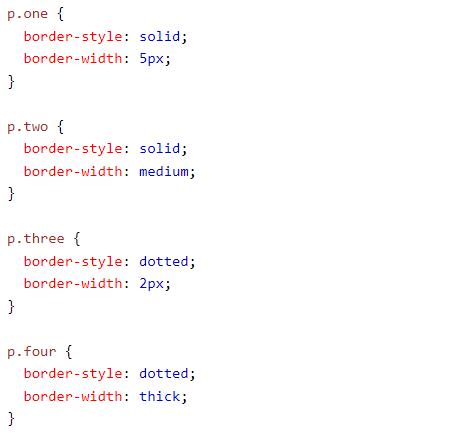 p.one {
  border-style: solid;
  border-width: 5px;
}

p.two {
  border-style: solid;
  border-width: medium;
}

p.three {
  border-style: dotted;
  border-width: 2px;
}

p.four {
  border-style: dotted;
  border-width: thick;
}